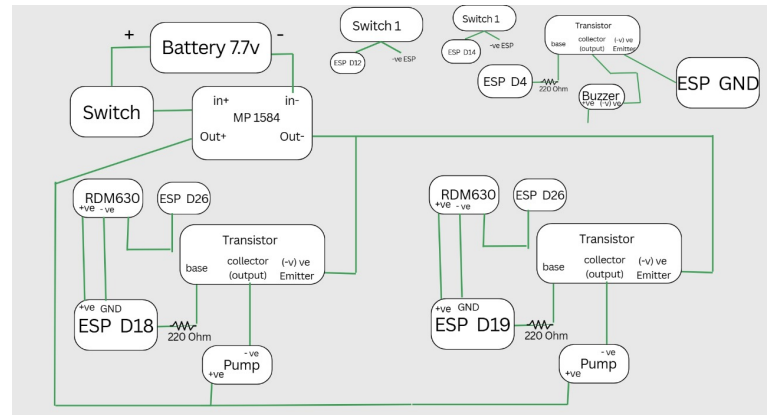 +
Battery 7.7v
-
Switch
in+ in-
MP 1584
Out+ Out-
Switch 1
ESP D12
-ve ESP
Switch 1
ESP D14
-ve ESP
Transistor
base
collector
(output)
(-v) ve
Emitter
ESP D4
220 Ohm
Buzzer
+ve (-v) ve
ESP GND
RDM630
+ve - ve
ESP D26
Transistor
base
collector
(output)
(-v) ve
Emitter
+ve GND
ESP D18
220 Ohm
- ve
Pump
+ve
RDM630
+ve - ve
ESP D26
Transistor
base
collector
(output)
(-v) ve
Emitter
+ve GND
ESP D19
220 Ohm
- ve
Pump
+ve